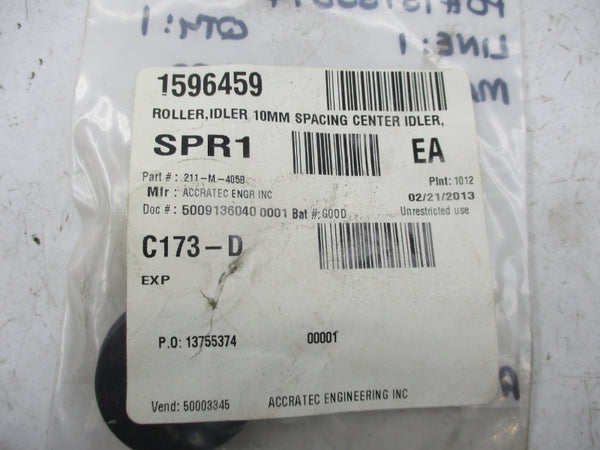 QTY: 1
LINE: 1
1596459
ROLLER,IDLER 10MM SPACING CENTER IDLER,
SPR1 EA
Part # : 211-M-405B Plnt: 1012
Mfr : ACCRATEC ENGR INC 02/21/2013
Doc # : 5009136040 0001 Bat #: GOOD Unrestricted use
C173-D
EXP
P.O: 13755374 00001
Vend: 50003345 ACCRATEC ENGINEERING INC